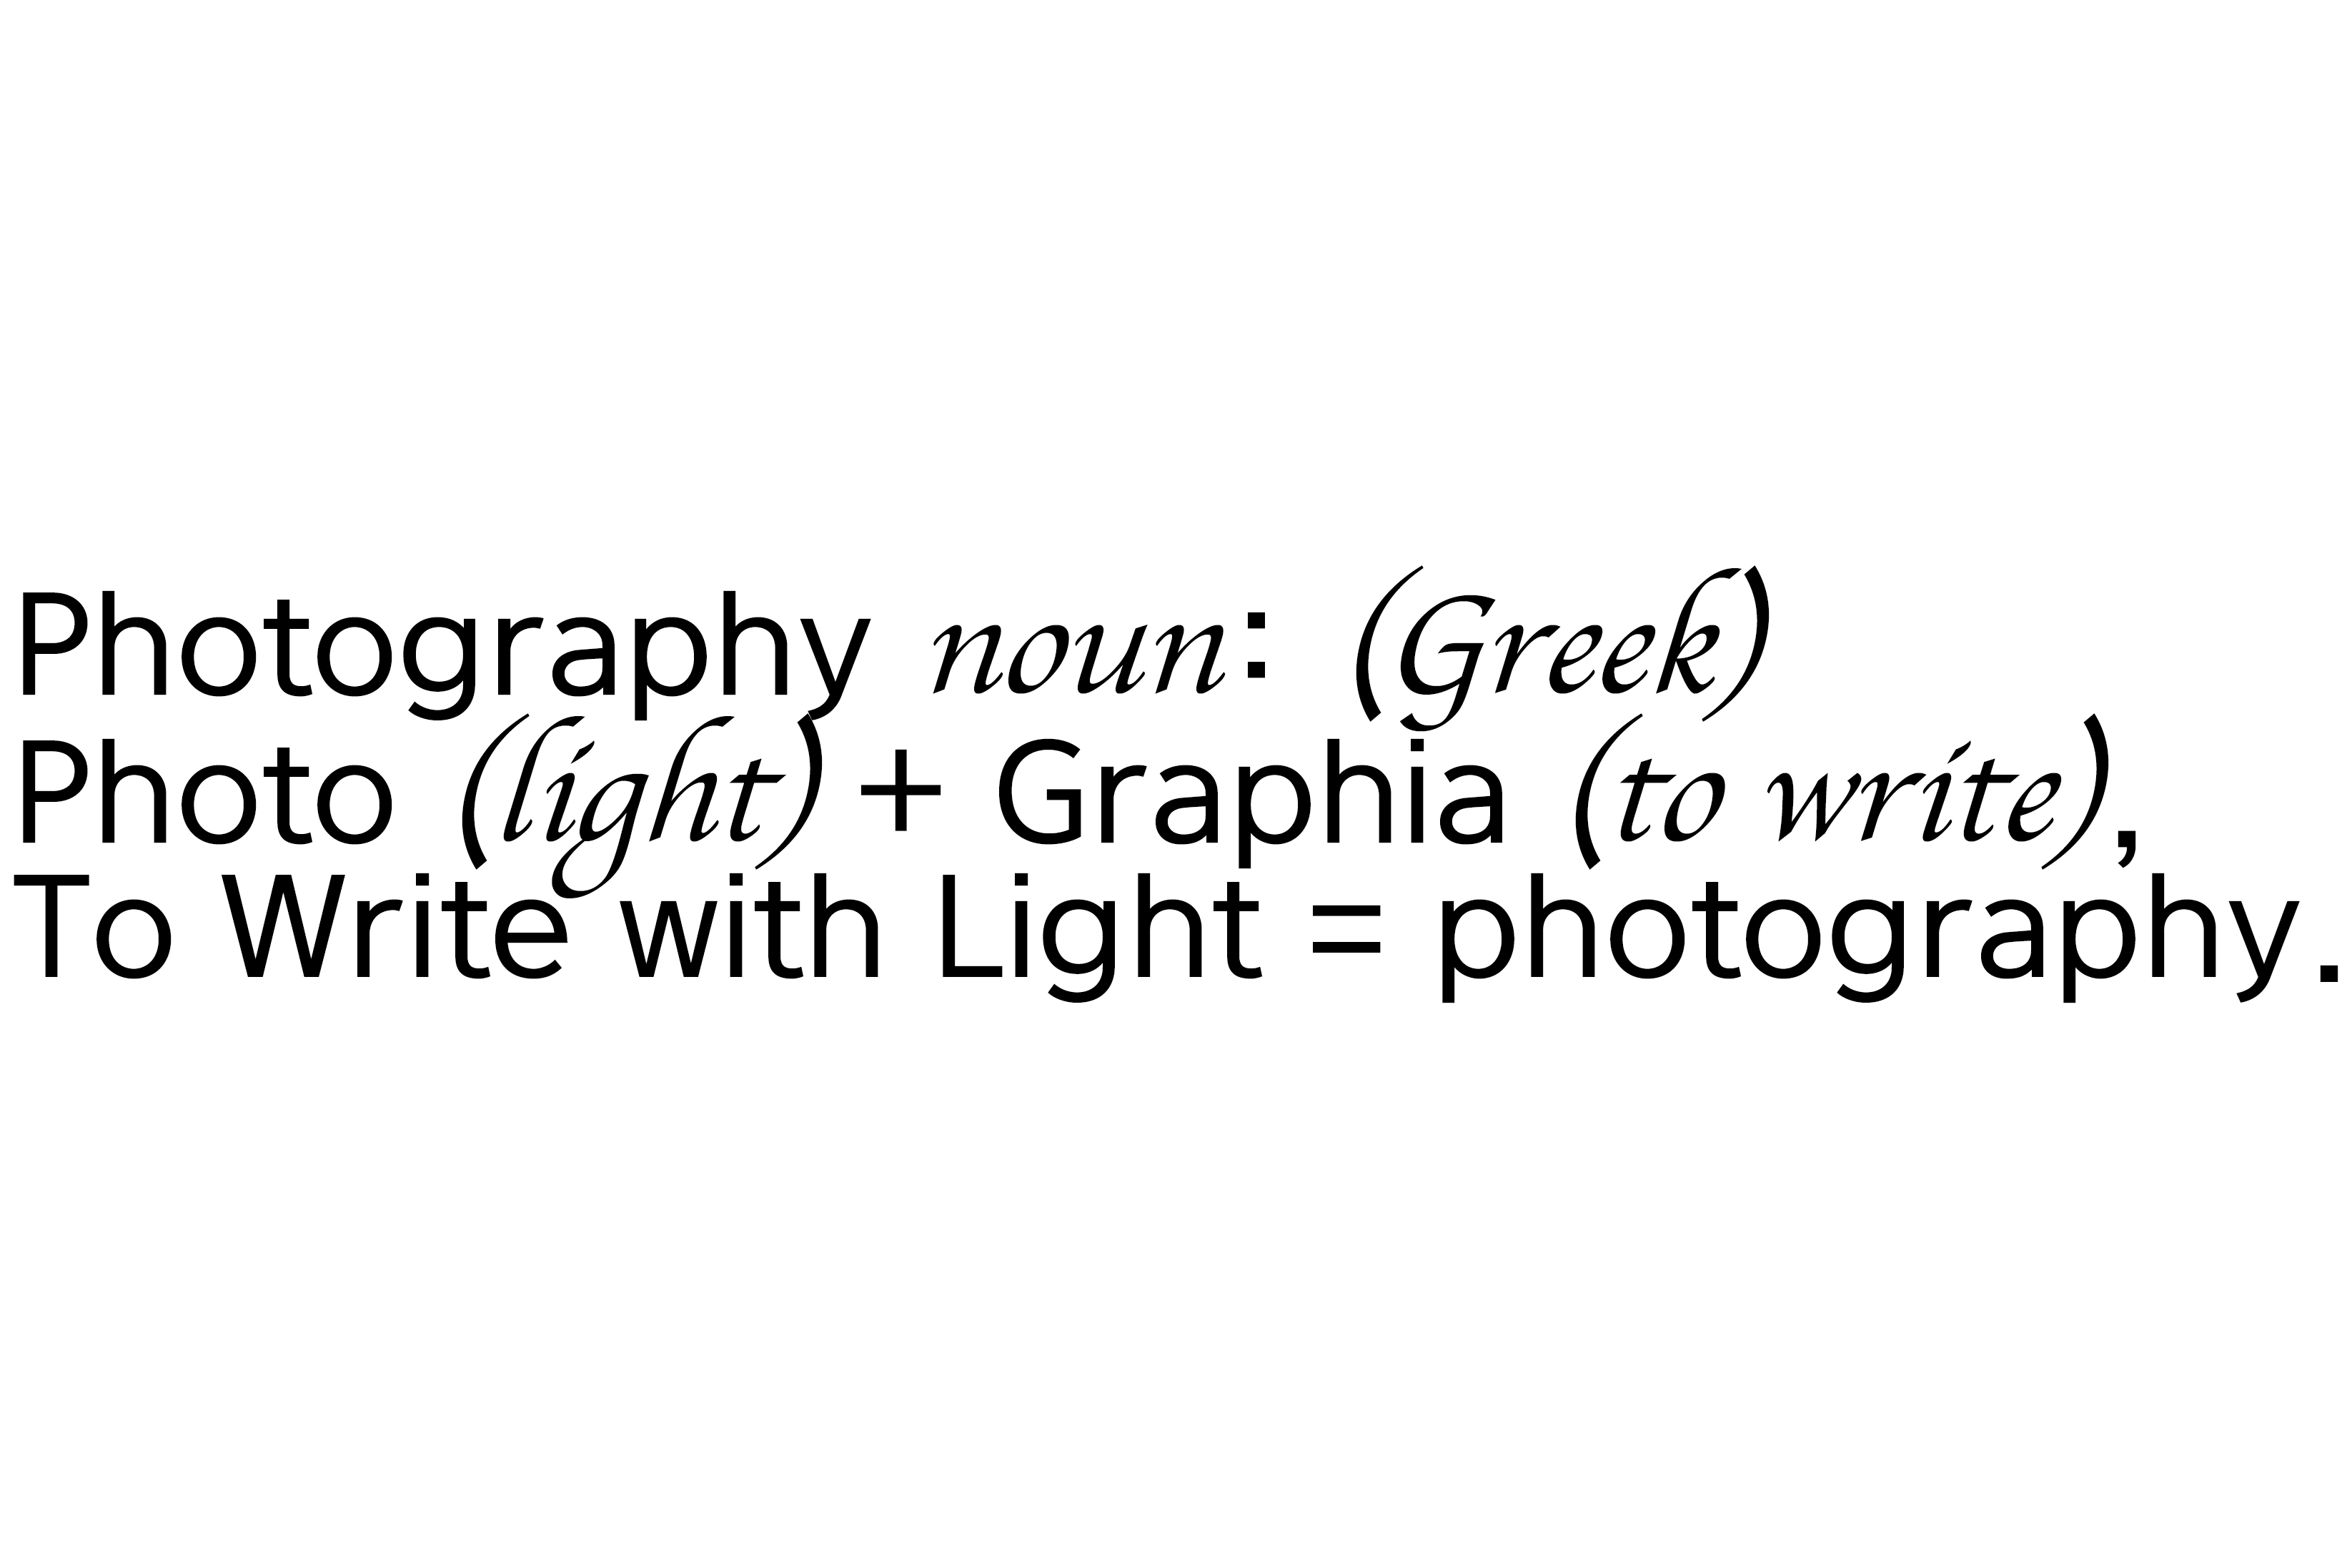 Photography noun: (Greek)
Photo (light) + Graphia (to write),
To Write with Light = photography.